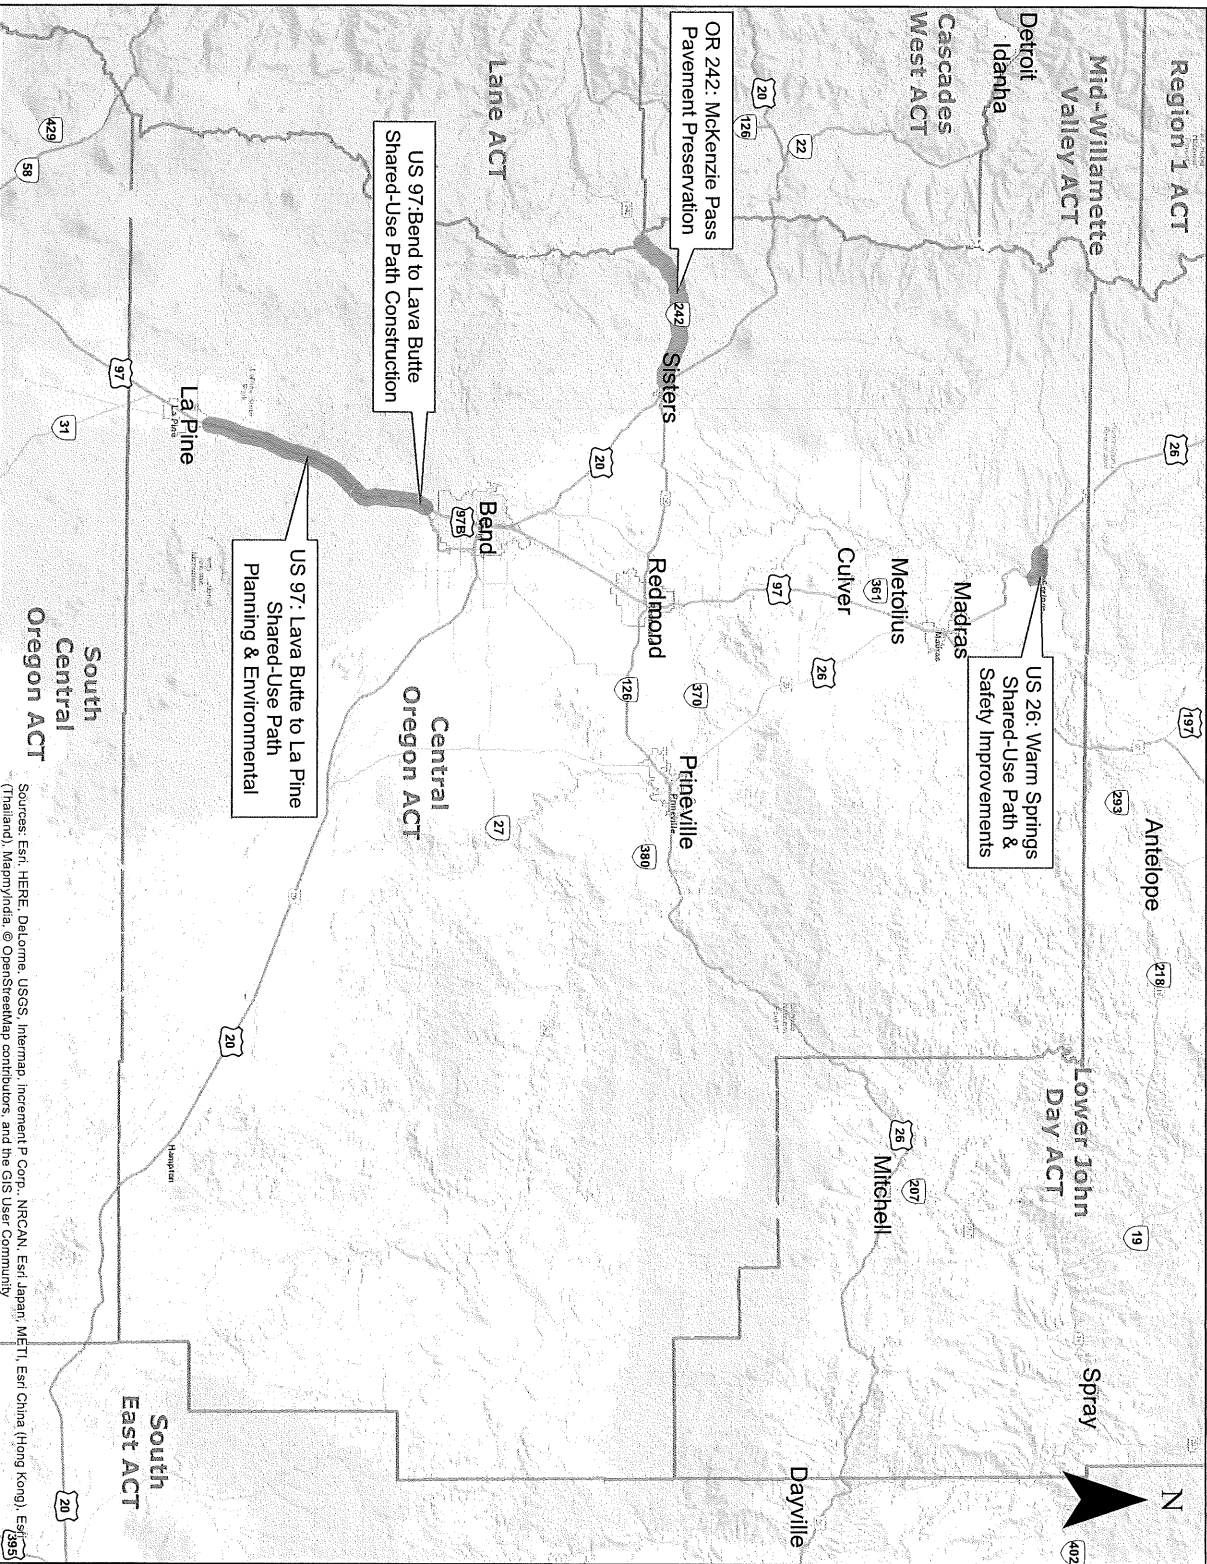 Region 1 ACT
Mid-Willamette
Valley ACT
Detroit
Idanha
Cascades
West ACT
26
197
293
Antelope
218
Lower John
Day ACT
19
Spray
N
402
US 26: Warm Springs
Shared-Use Path &
Safety Improvements
Springs
Madras
Madras
Metolius
361
Culver
26
97
22
20
126
OR 242: McKenzie Pass
Pavement Preservation
242
Sisters
Redmond
126
370
Prineville
Prineville
380
26
Mitchell
207
Dayville
Lane ACT
20
US 97:Bend to Lava Butte
Shared-Use Path Construction
Bend
97B
Central
Oregon ACT
27
429
58
La Pine
La Pine
97
31
US 97: Lava Butte to La Pine
Shared-Use Path
Planning & Environmental
20
Hampton
South
Central
Oregon ACT
South
East ACT
20
395
Sources: Esri, HERE, DeLorme, USGS, Intermap, increment P Corp., NRCAN, Esri Japan, METI, Esri China (Hong Kong), Esri
(Thailand), MapmyIndia, © OpenStreetMap contributors, and the GIS User Community